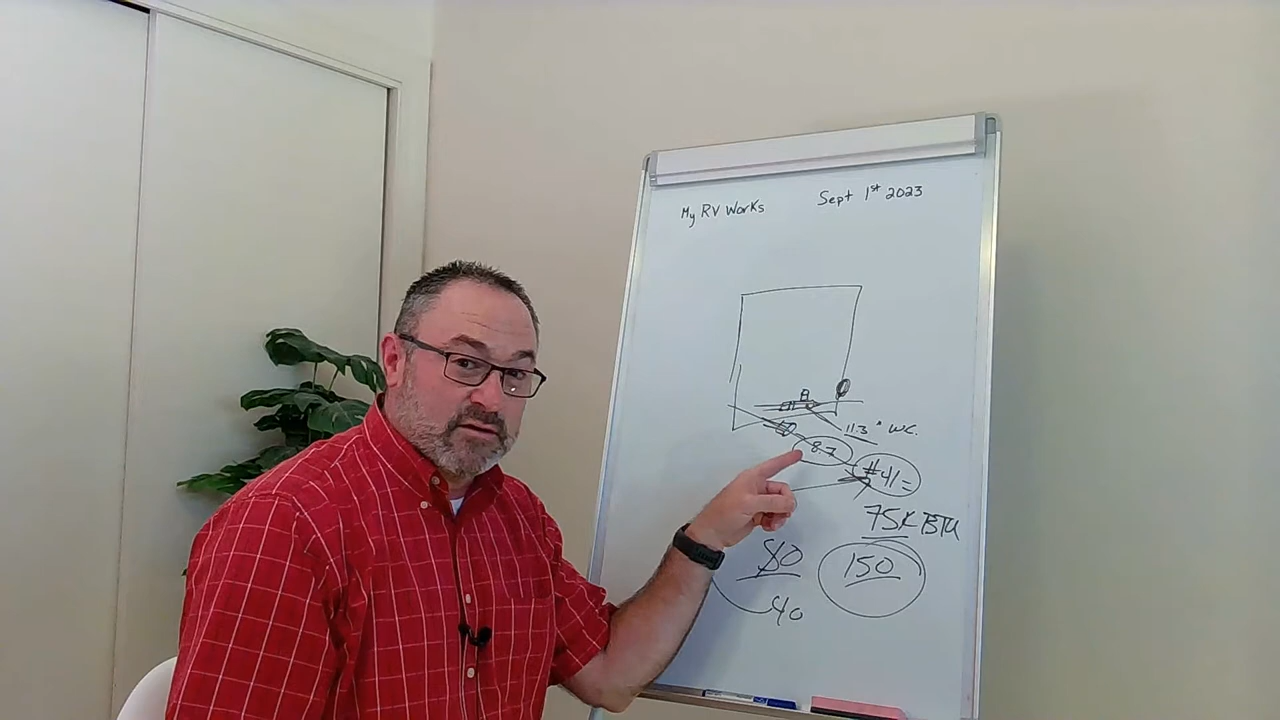 My RV Works Sept 1st 2023
11.3" W.C.
8.7
#41=
75K BTU
80 150
40